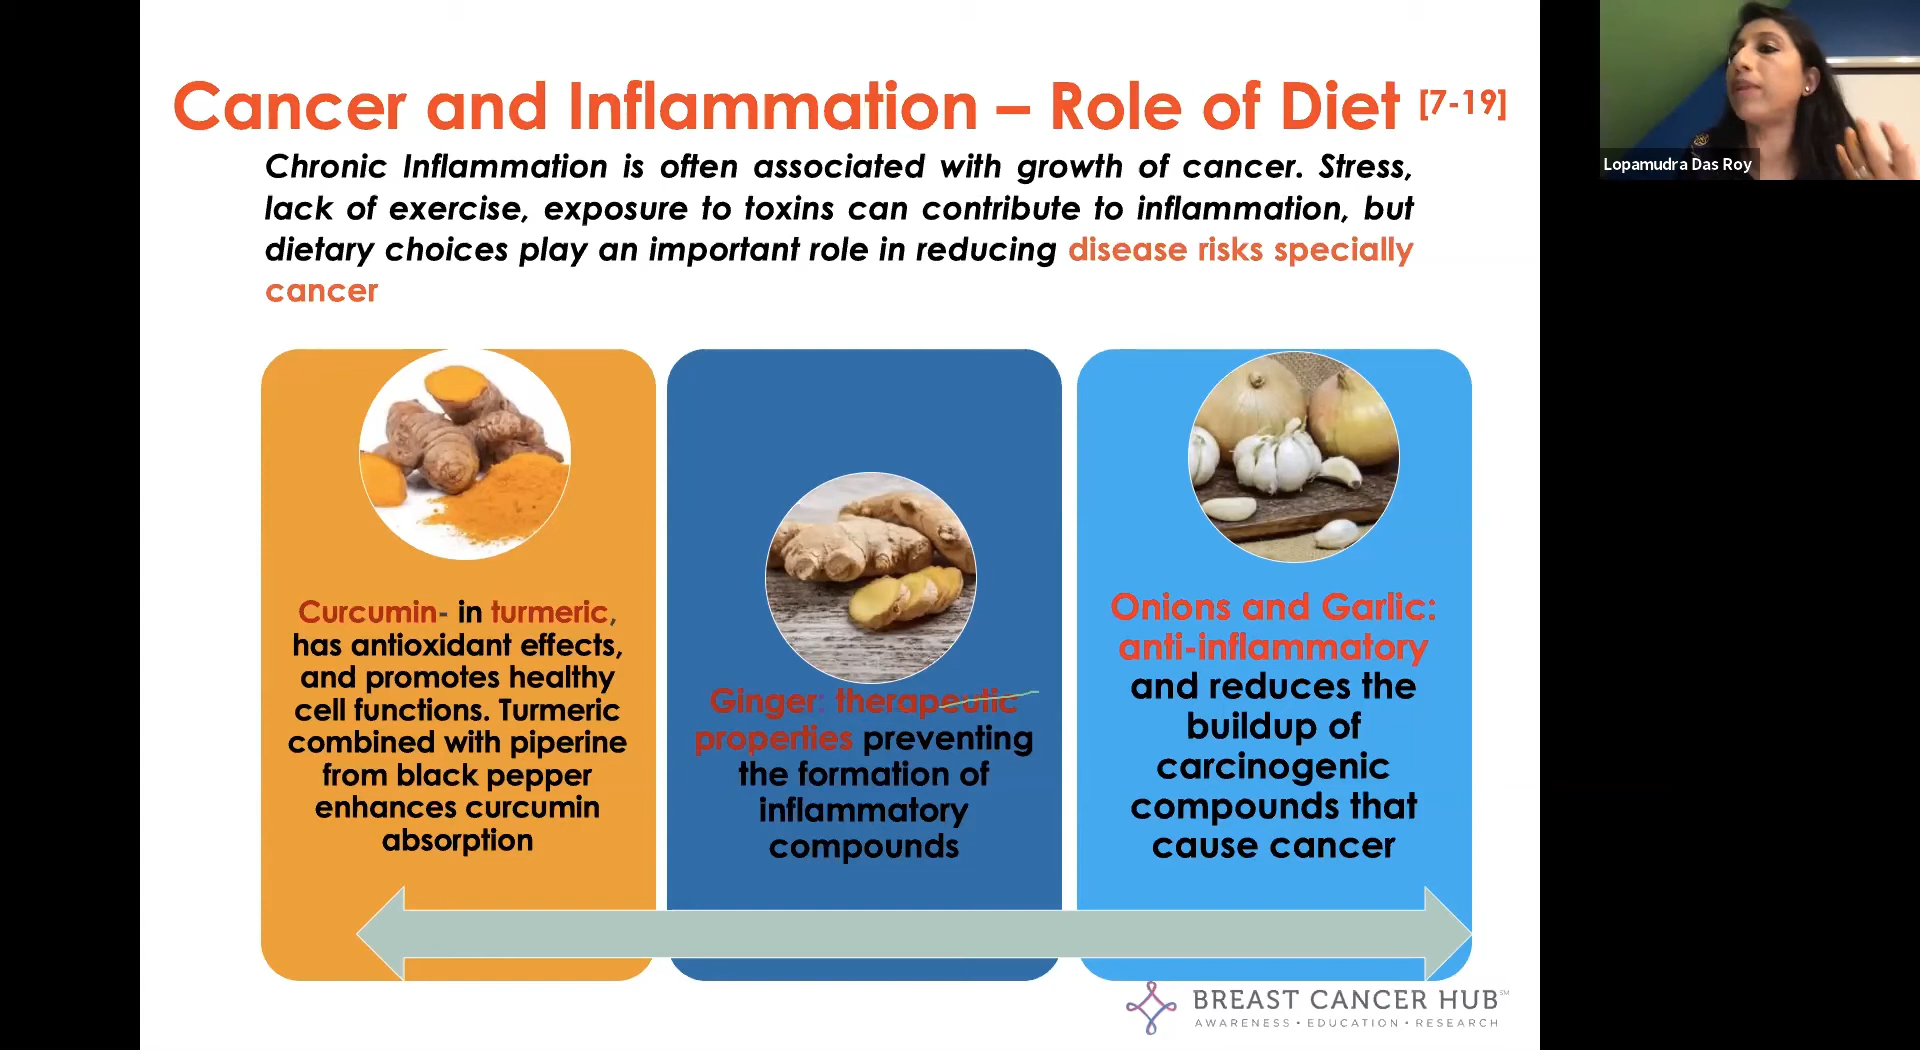 Cancer and Inflammation – Role of Diet [7-19]
Chronic Inflammation is often associated with growth of cancer. Stress,
lack of exercise, exposure to toxins can contribute to inflammation, but
dietary choices play an important role in reducing disease risks specially
cancer
Curcumin- in turmeric,
has antioxidant effects,
and promotes healthy
cell functions. Turmeric
combined with piperine
from black pepper
enhances curcumin
absorption
Ginger: therapeutic
properties preventing
the formation of
inflammatory
compounds
Onions and Garlic:
anti-inflammatory
and reduces the
buildup of
carcinogenic
compounds that
cause cancer
BREAST CANCER HUB℠
AWARENESS • EDUCATION • RESEARCH
Lopamudra Das Roy